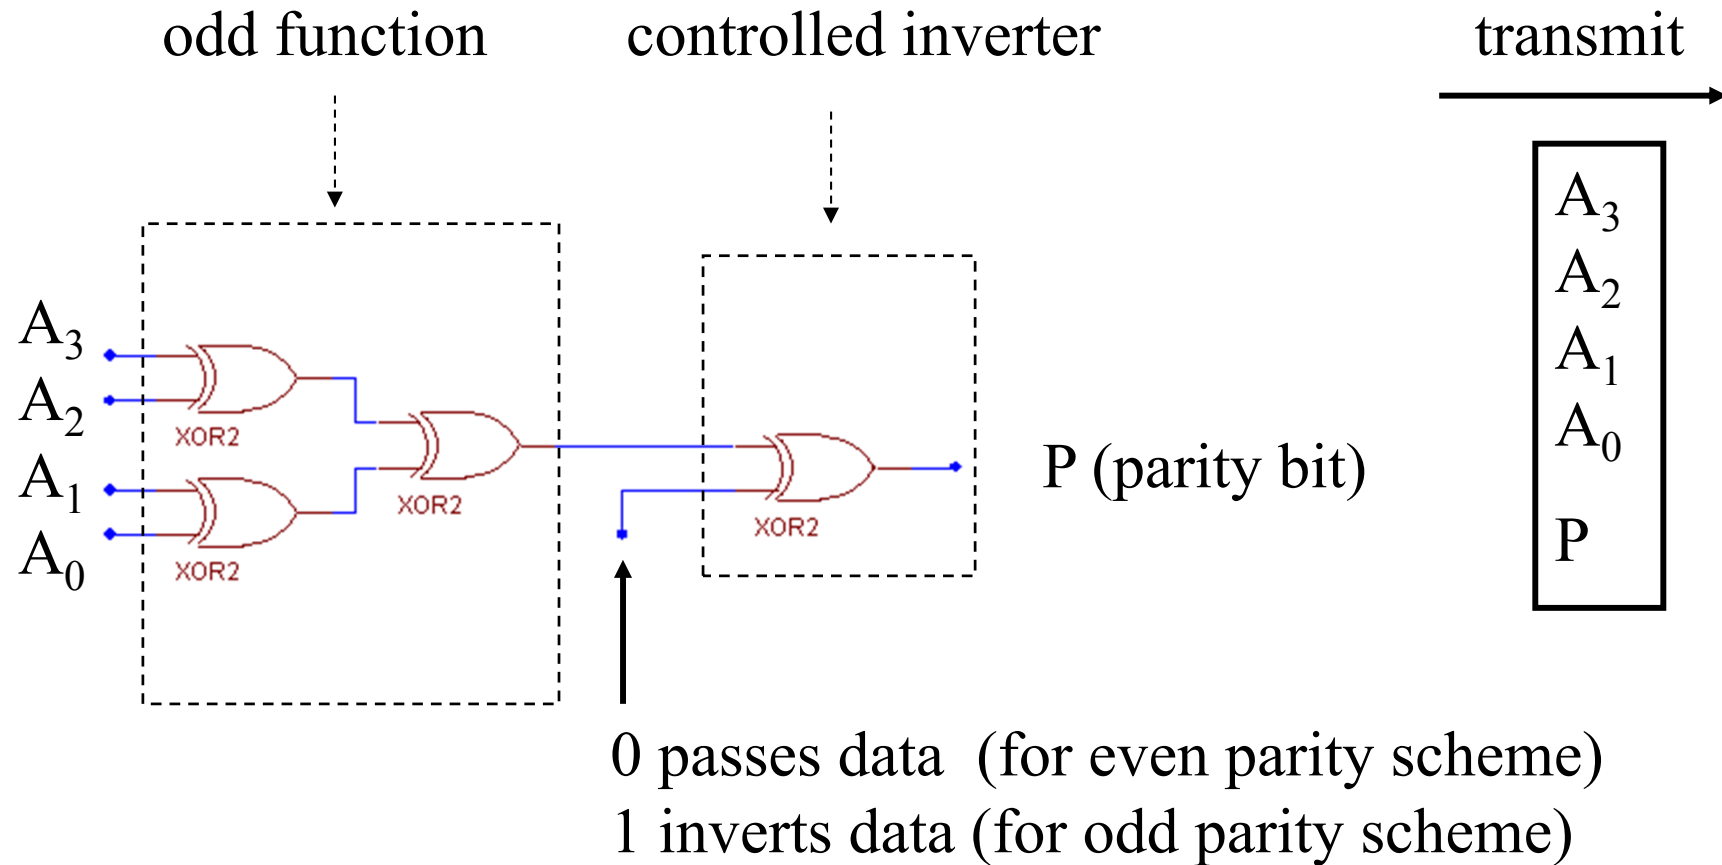 odd function
controlled inverter
transmit
A₃
A₂
A₁
A₀
XOR2
XOR2
XOR2
XOR2
P (parity bit)
A₃
A₂
A₁
A₀
P
0 passes data (for even parity scheme)
1 inverts data (for odd parity scheme)